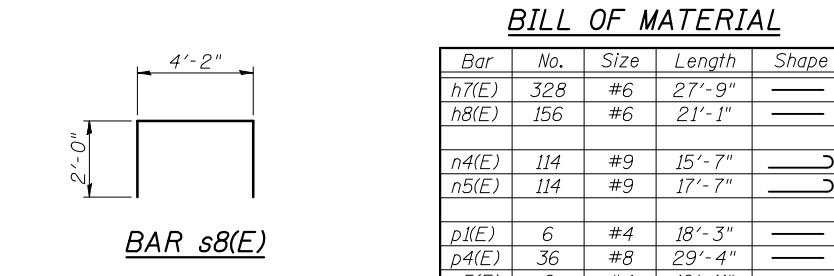 4'-2"
2'-0"
BAR s8(E)
BILL OF MATERIAL
Bar No. Size Length Shape
h7(E) 328 #6 27'-9"
h8(E) 156 #6 21'-1"
n4(E) 114 #9 15'-7"
n5(E) 114 #9 17'-7"
p1(E) 6 #4 18'-3"
p4(E) 36 #8 29'-4"